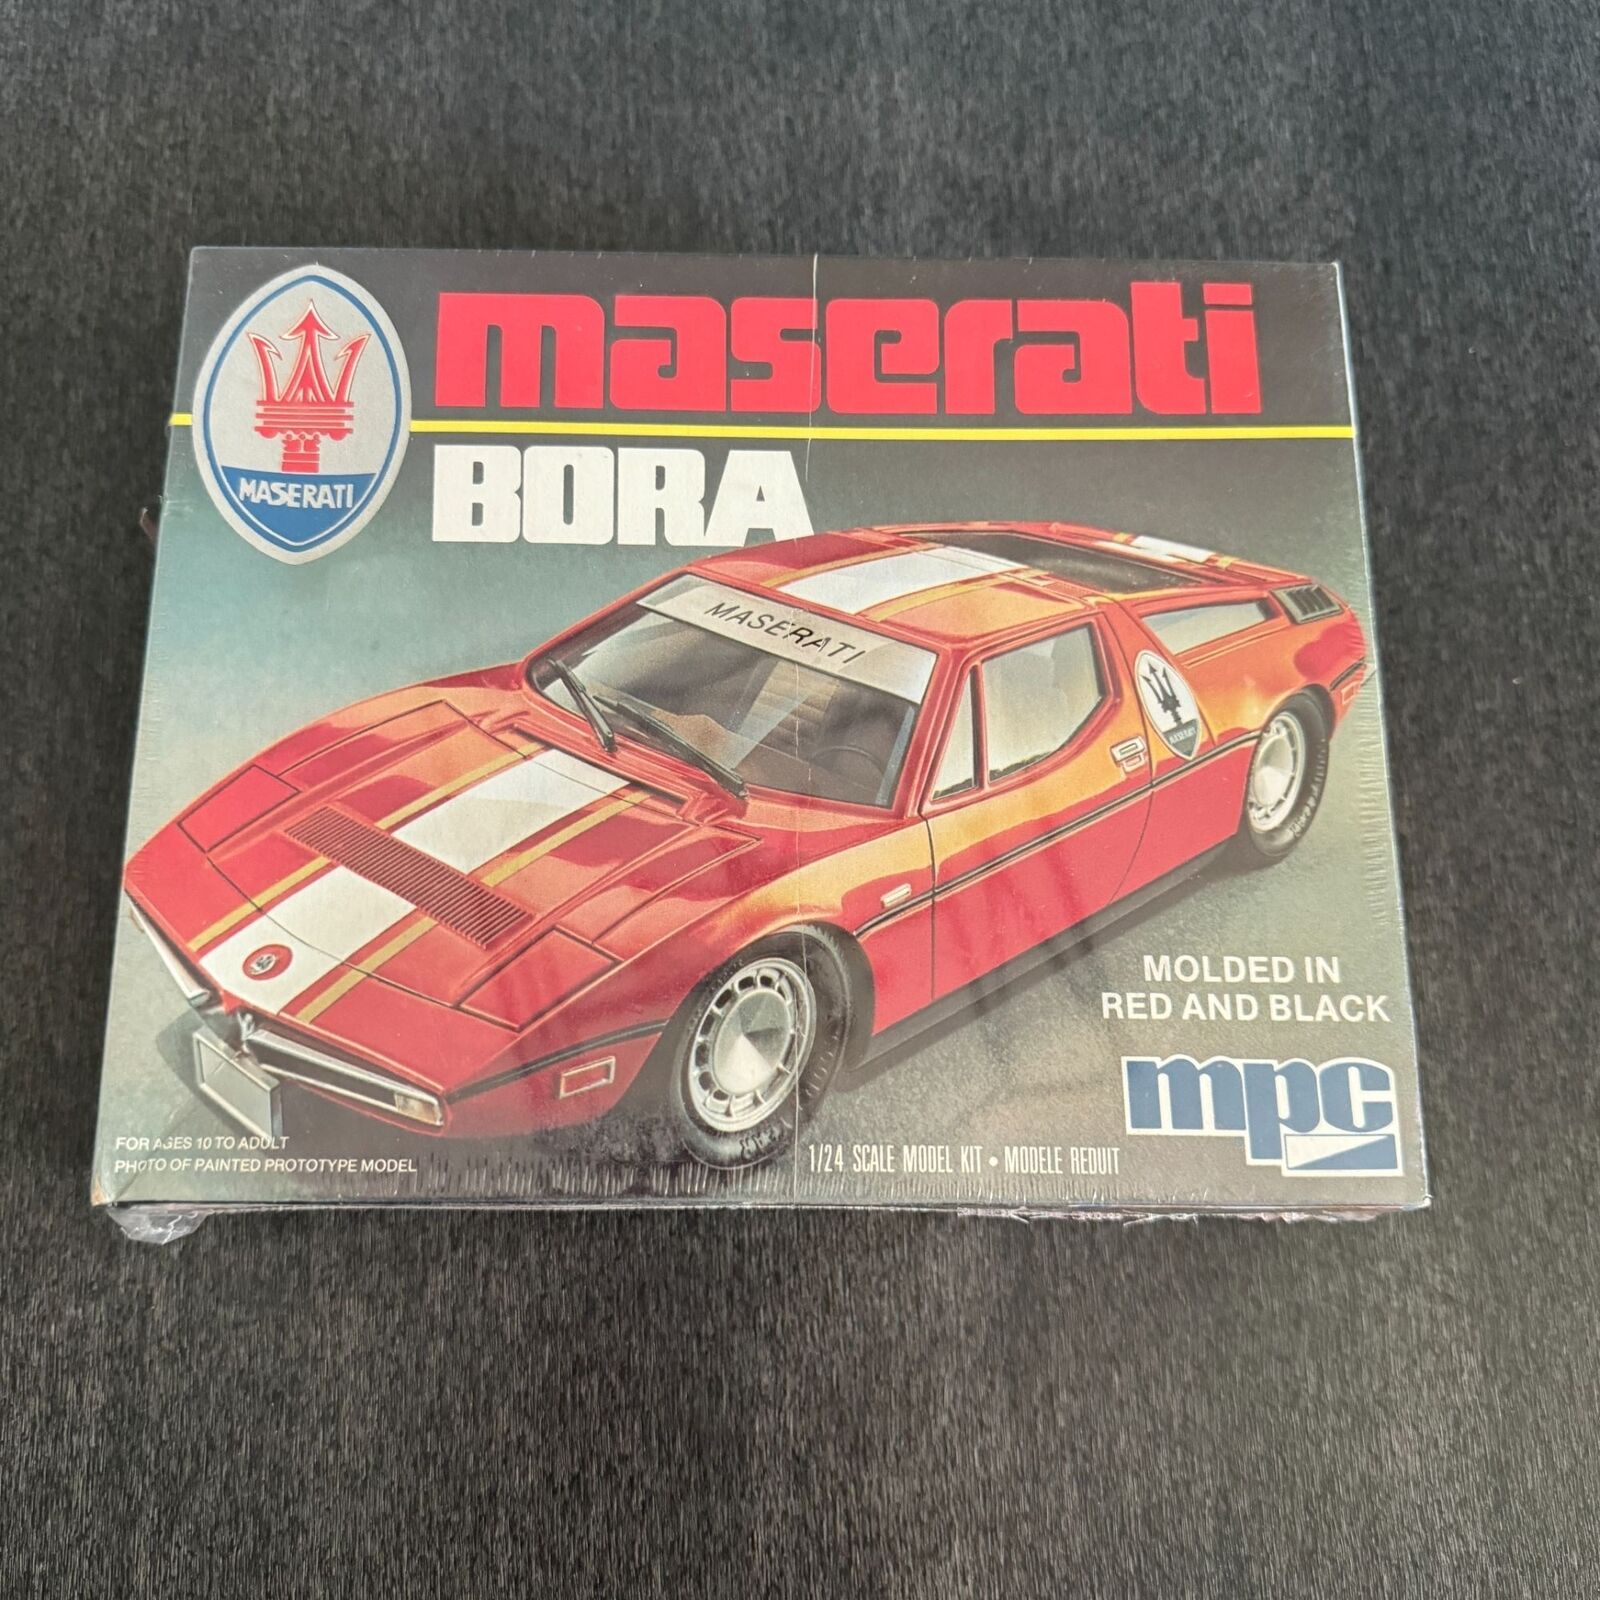 maserati
BORA
MASERATI
MASERATI
MASERATI
MOLDED IN
RED AND BLACK
mpc
FOR AGES 10 TO ADULT
PHOTO OF PAINTED PROTOTYPE MODEL
1/24 SCALE MODEL KIT • MODELE REDUIT